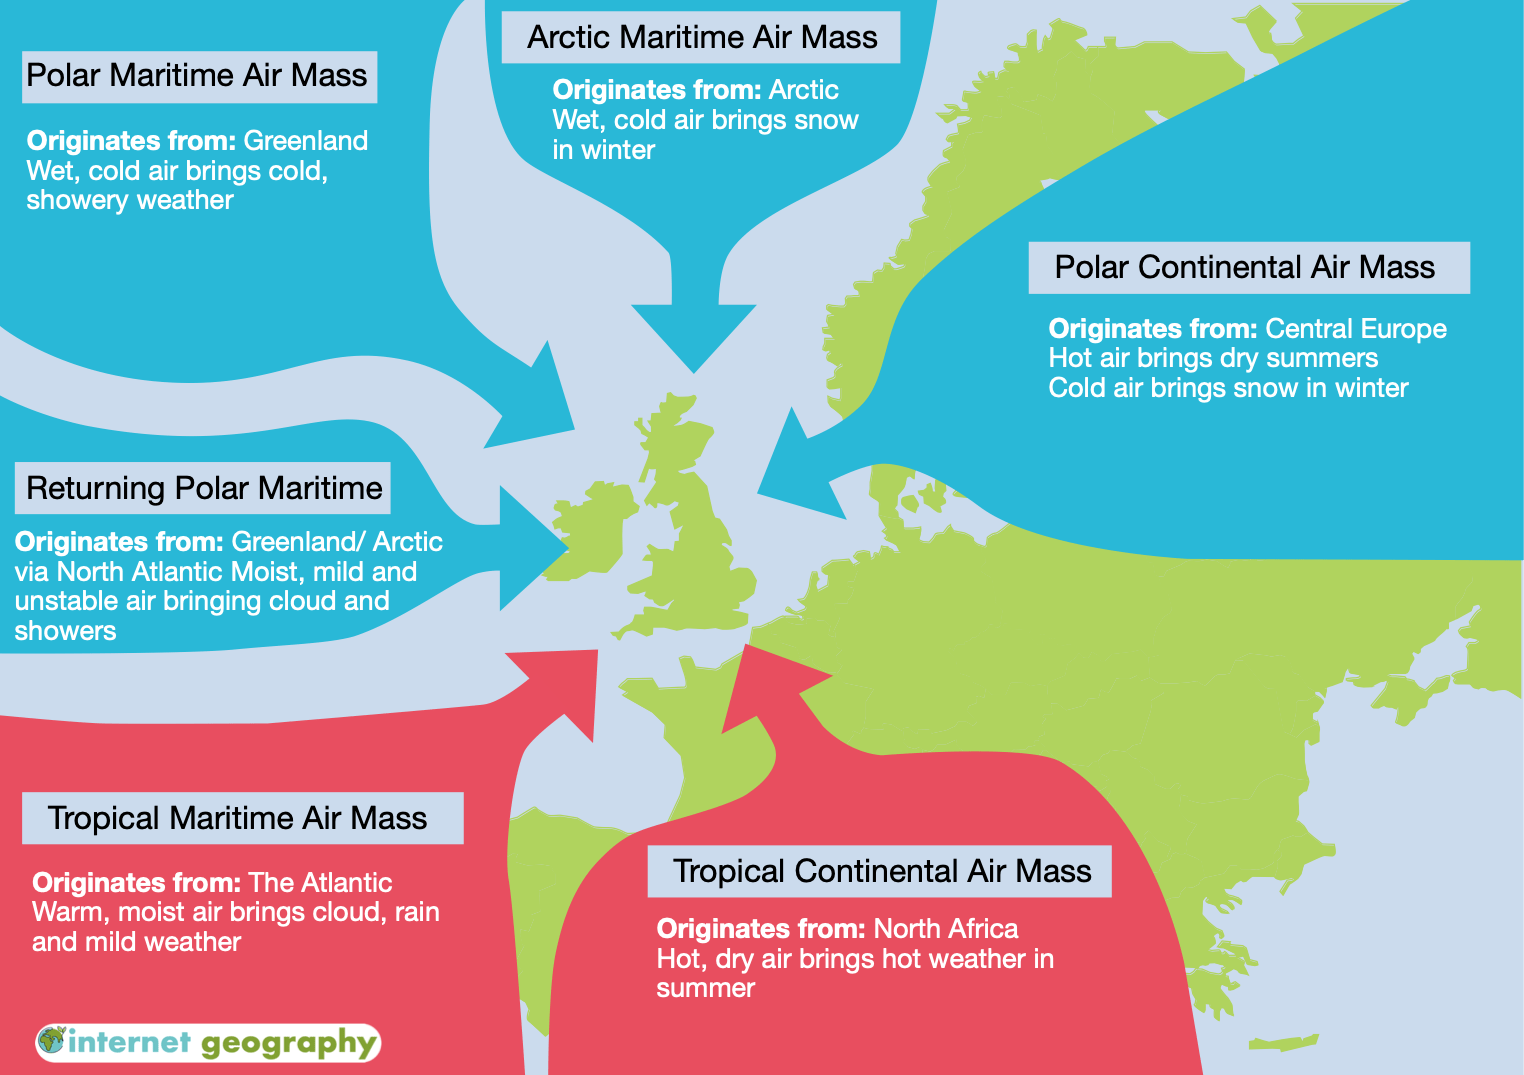 Polar Maritime Air Mass
Originates from: Greenland
Wet, cold air brings cold,
showery weather
Arctic Maritime Air Mass
Originates from: Arctic
Wet, cold air brings snow
in winter
Polar Continental Air Mass
Originates from: Central Europe
Hot air brings dry summers
Cold air brings snow in winter
Returning Polar Maritime
Originates from: Greenland/ Arctic
via North Atlantic Moist, mild and
unstable air bringing cloud and
showers
Tropical Maritime Air Mass
Originates from: The Atlantic
Warm, moist air brings cloud, rain
and mild weather
Tropical Continental Air Mass
Originates from: North Africa
Hot, dry air brings hot weather in
summer
internet geography